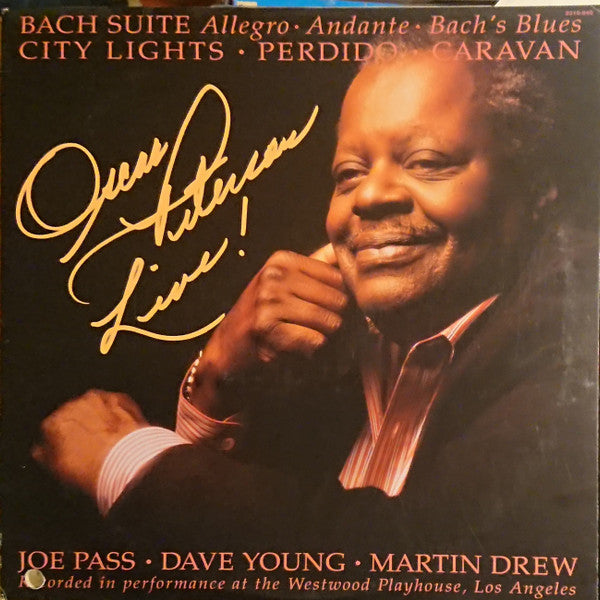 BACH SUITE Allegro · Andante · Bach's Blues
CITY LIGHTS · PERDIDO · CARAVAN
Oscar
Peterson
Live!
JOE PASS · DAVE YOUNG · MARTIN DREW
Recorded in performance at the Westwood Playhouse, Los Angeles